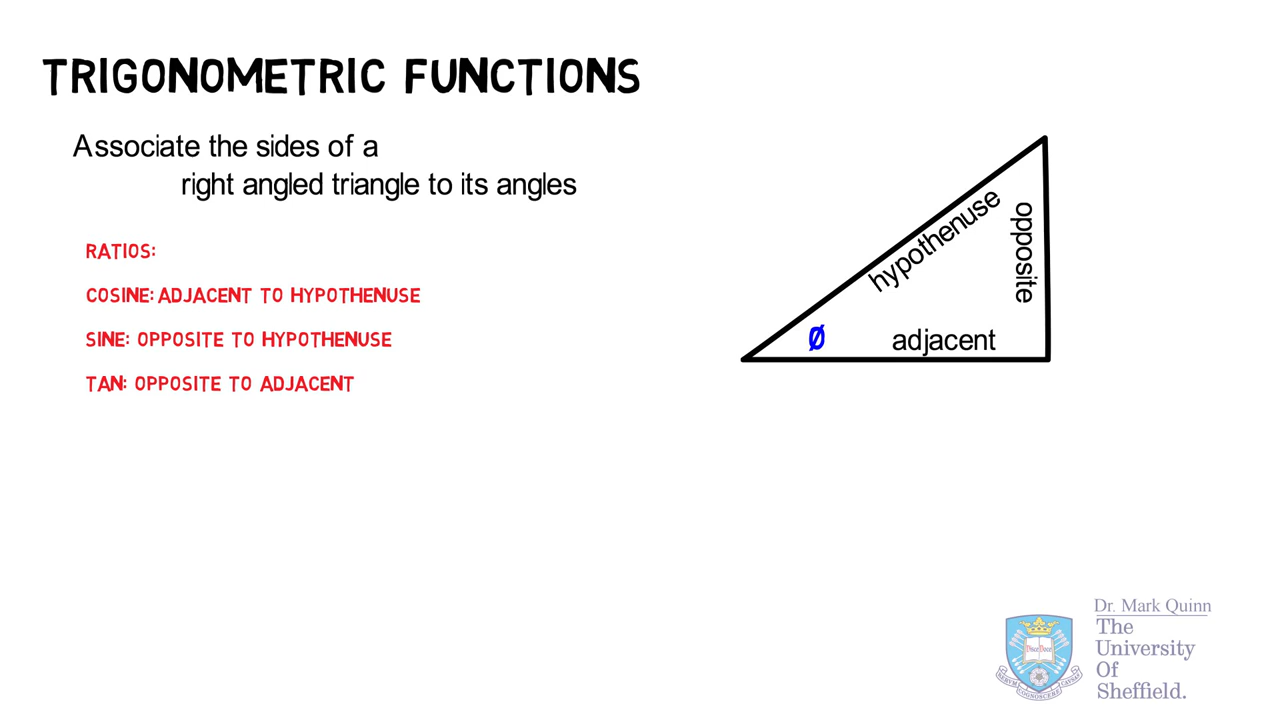 TRIGONOMETRIC FUNCTIONS
Associate the sides of a
right angled triangle to its angles
RATIOS:
COSINE: ADJACENT TO HYPOTHENUSE
SINE: OPPOSITE TO HYPOTHENUSE
TAN: OPPOSITE TO ADJACENT
hypothenuse
opposite
Ø
adjacent
Dr. Mark Quinn
The
University
Of
Sheffield.